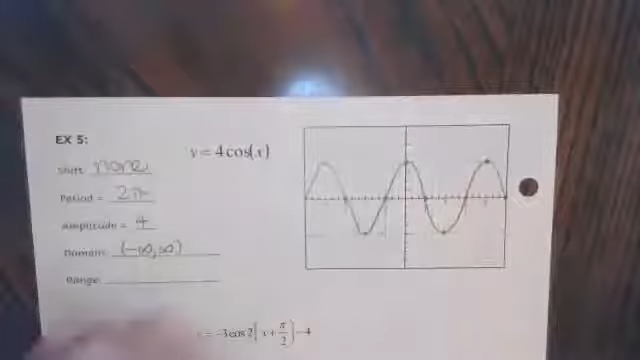 EX 5:
y = 4cos(x)
Shift: none
Period = 2π
Amplitude = 4
Domain: (-∞,∞)
Range:
= -3cos2(x+π/2)-4